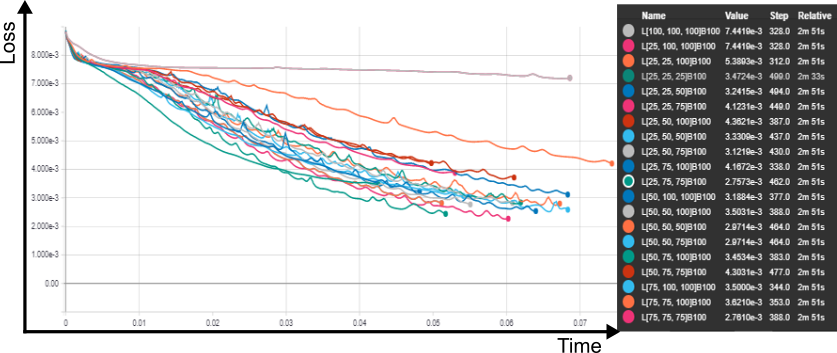 Loss
8.000e-3
7.000e-3
6.000e-3
5.000e-3
4.000e-3
3.000e-3
2.000e-3
1.000e-3
0.00
0 0.01 0.02 0.03 0.04 0.05 0.06 0.07
Time
Name Value Step Relative
L[100, 100, 100]B100 7.4419e-3 328.0 2m 51s
L[25, 100, 100]B100 7.4419e-3 328.0 2m 51s
L[25, 25, 100]B100 5.3893e-3 312.0 2m 51s
L[25, 25, 25]B100 3.4724e-3 499.0 2m 33s
L[25, 25, 50]B100 3.2415e-3 494.0 2m 51s
L[25, 25, 75]B100 4.1231e-3 449.0 2m 51s
L[25, 50, 100]B100 4.3621e-3 387.0 2m 51s
L[25, 50, 50]B100 3.3309e-3 437.0 2m 51s
L[25, 50, 75]B100 3.1219e-3 430.0 2m 51s
L[25, 75, 100]B100 4.1672e-3 338.0 2m 51s
L[25, 75, 75]B100 2.7573e-3 462.0 2m 51s
L[50, 100, 100]B100 3.1884e-3 377.0 2m 51s
L[50, 50, 100]B100 3.5031e-3 388.0 2m 51s
L[50, 50, 50]B100 2.9714e-3 464.0 2m 51s
L[50, 50, 75]B100 2.9714e-3 464.0 2m 51s
L[50, 75, 100]B100 3.4534e-3 383.0 2m 51s
L[50, 75, 75]B100 4.3031e-3 477.0 2m 51s
L[75, 100, 100]B100 3.5000e-3 344.0 2m 51s
L[75, 75, 100]B100 3.6210e-3 353.0 2m 51s
L[75, 75, 75]B100 2.7610e-3 388.0 2m 51s